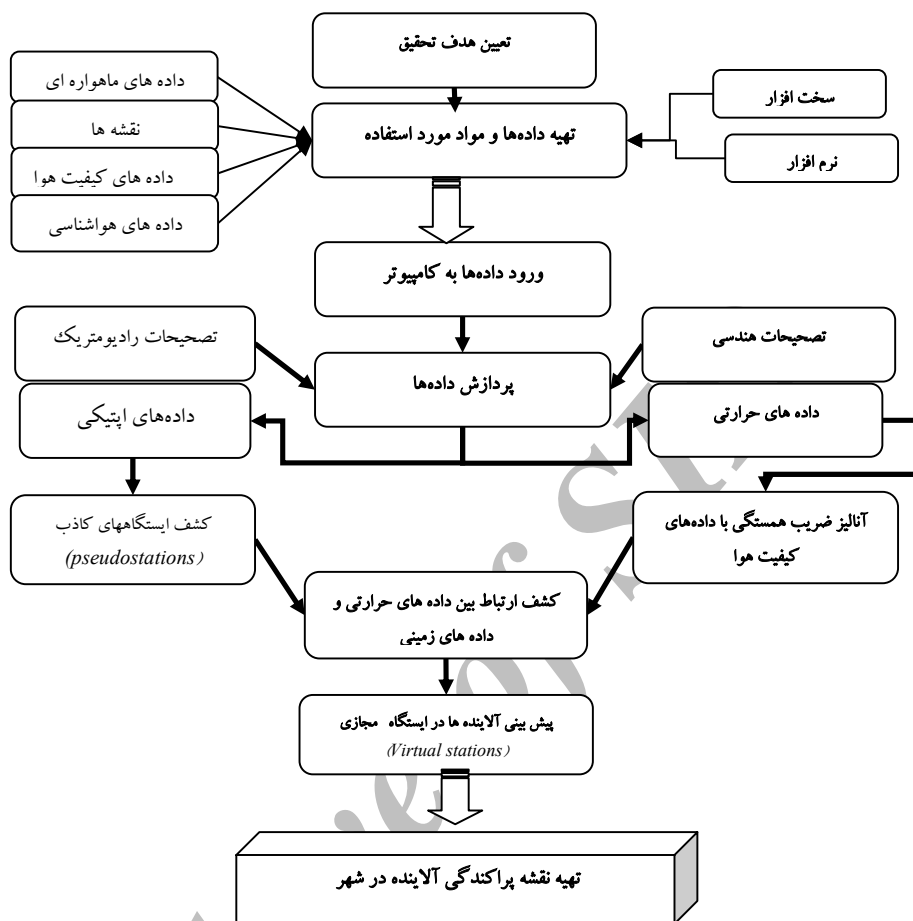 تعیین هدف تحقیق
داده های ماهواره ای
نقشه ها
داده های کیفیت هوا
داده های هواشناسی
تهیه داده‌ها و مواد مورد استفاده
سخت افزار
نرم افزار
ورود داده‌ها به کامپیوتر
تصحیحات رادیومتریک
پردازش داده‌ها
تصحیحات هندسی
داده‌های اپتیکی
داده های حرارتی
کشف ایستگاههای کاذب
(pseudostations)
آنالیز ضریب همستگی با داده‌های
کیفیت هوا
کشف ارتباط بین داده های حرارتی و
داده های زمینی
پیش بینی آلاینده ها در ایستگاه مجازی
(Virtual stations)
تهیه نقشه پراکندگی آلاینده در شهر